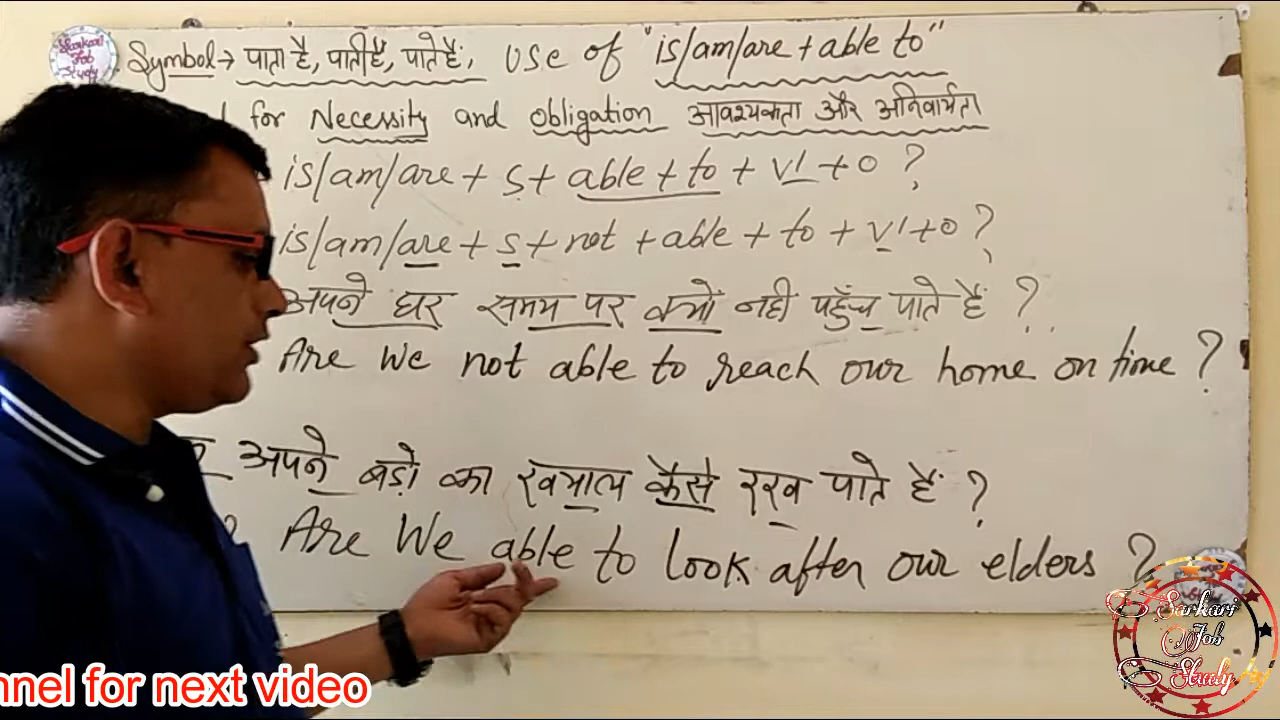 Sarkari Job Study
Symbol → पाता है, पाती है, पाते हैं, Use of "is/am/are + able to"
for Necessity and obligation आवश्यकता और अनिवार्यता
is/am/are + S + able + to + V1 + O ?
is/am/are + S + not + able + to + V1 + O ?
अपने घर समय पर क्यों नही पहुँच पाते हैं ?
Are We not able to reach our home on time ?
अपने बड़ो का ख्याल कैसे रख पाते हैं ?
? Are We able to look after our elders ?
Sarkari Job Study
nnel for next video